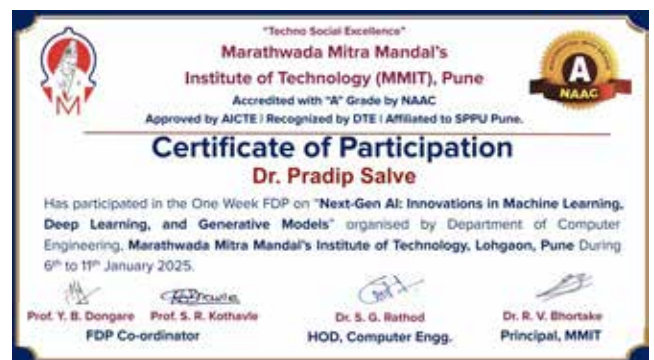 "Techno Social Excellence"
Marathwada Mitra Mandal's
Institute of Technology (MMIT), Pune
Accredited with "A" Grade by NAAC
Approved by AICTE | Recognized by DTE | Affiliated to SPPU Pune.
A
NAAC
M
Certificate of Participation
Dr. Pradip Salve
Has participated in the One Week FDP on "Next-Gen AI: Innovations in Machine Learning,
Deep Learning, and Generative Models" organised by Department of Computer
Engineering, Marathwada Mitra Mandal's Institute of Technology, Lohgaon, Pune During
6th to 11th January 2025.
Prof. Y. B. Dongare
FDP Co-ordinator
Prof. S. R. Kothavle
Dr. S. G. Rathod
HOD, Computer Engg.
Dr. R. V. Bhortake
Principal, MMIT